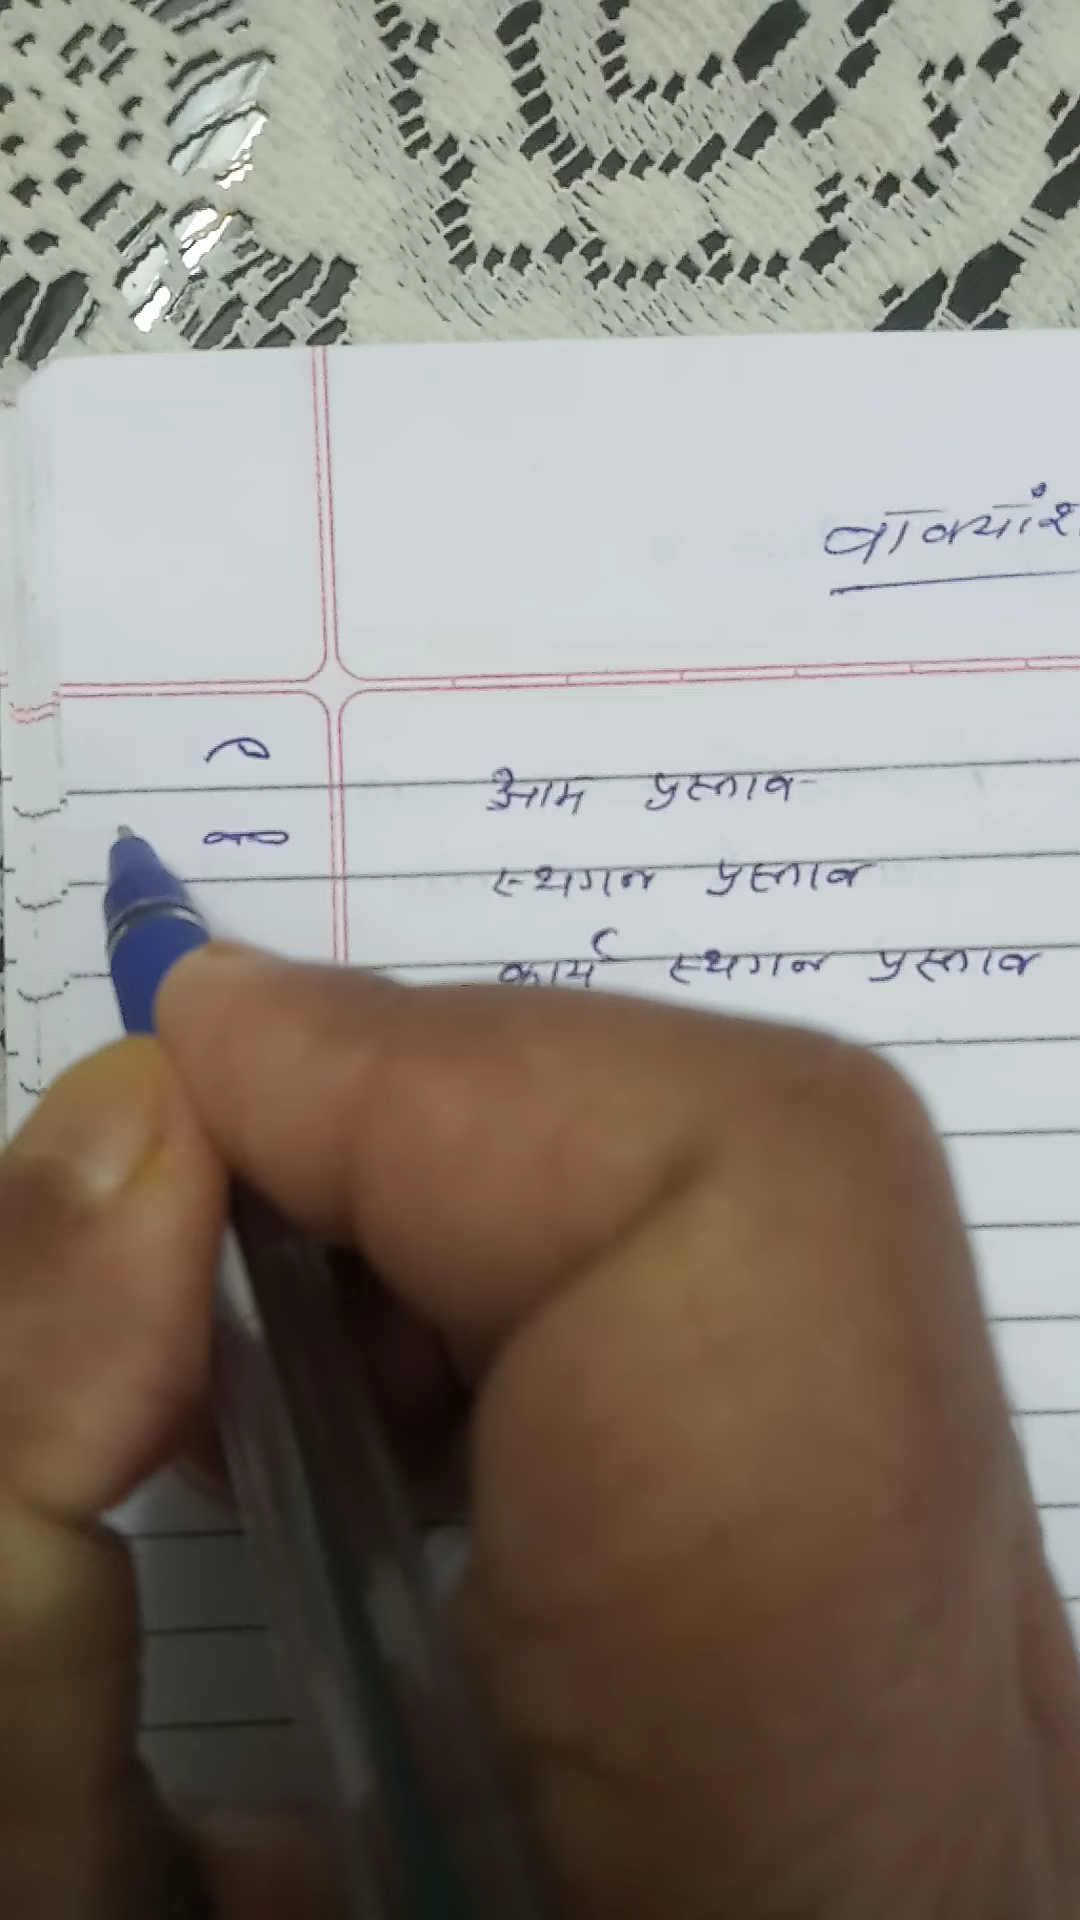 वाक्यांश
आम प्रस्ताव
स्थगन प्रस्ताव
कार्य स्थगन प्रस्ताव